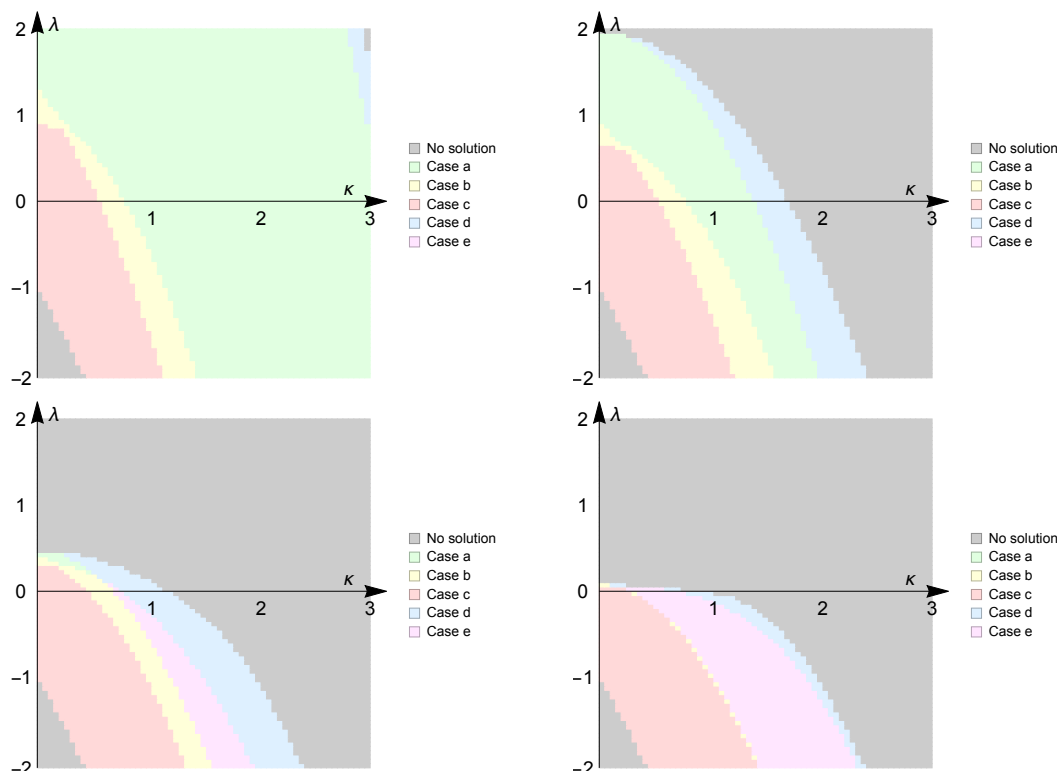 2 λ
1
0 κ
1 2 3
−1
−2
No solution
Case a
Case b
Case c
Case d
Case e
2 λ
1
0 κ
1 2 3
−1
−2
No solution
Case a
Case b
Case c
Case d
Case e
2 λ
1
0 κ
1 2 3
−1
−2
No solution
Case a
Case b
Case c
Case d
Case e
2 λ
1
0 κ
1 2 3
−1
−2
No solution
Case a
Case b
Case c
Case d
Case e